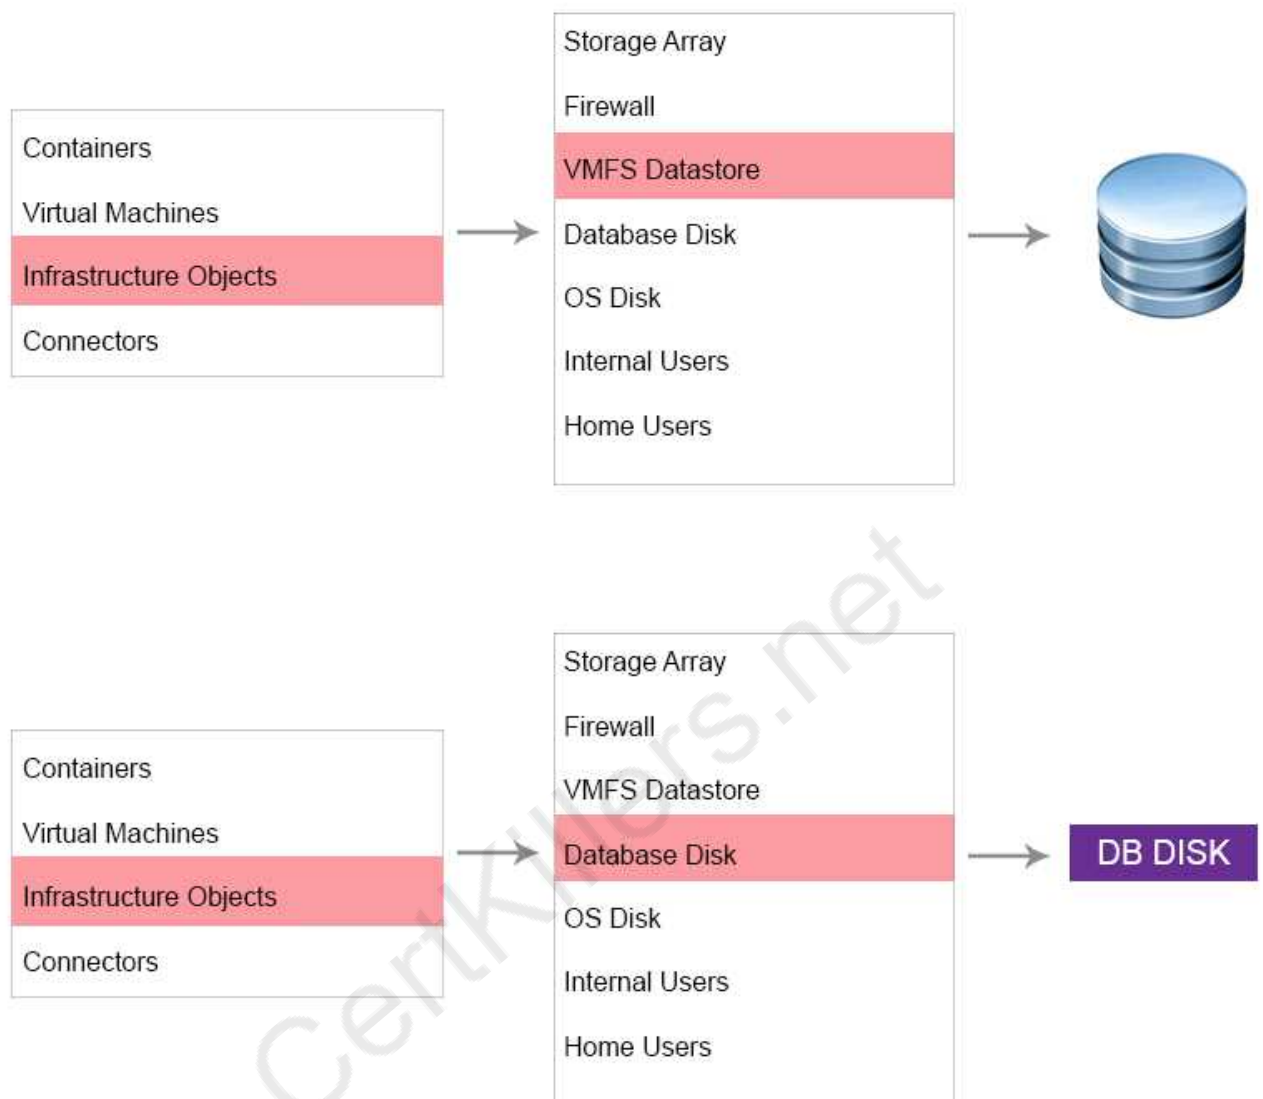 Containers
Virtual Machines
Infrastructure Objects
Connectors
Storage Array
Firewall
VMFS Datastore
Database Disk
OS Disk
Internal Users
Home Users
Containers
Virtual Machines
Infrastructure Objects
Connectors
Storage Array
Firewall
VMFS Datastore
Database Disk
OS Disk
Internal Users
Home Users
DB DISK
CertKillers.net